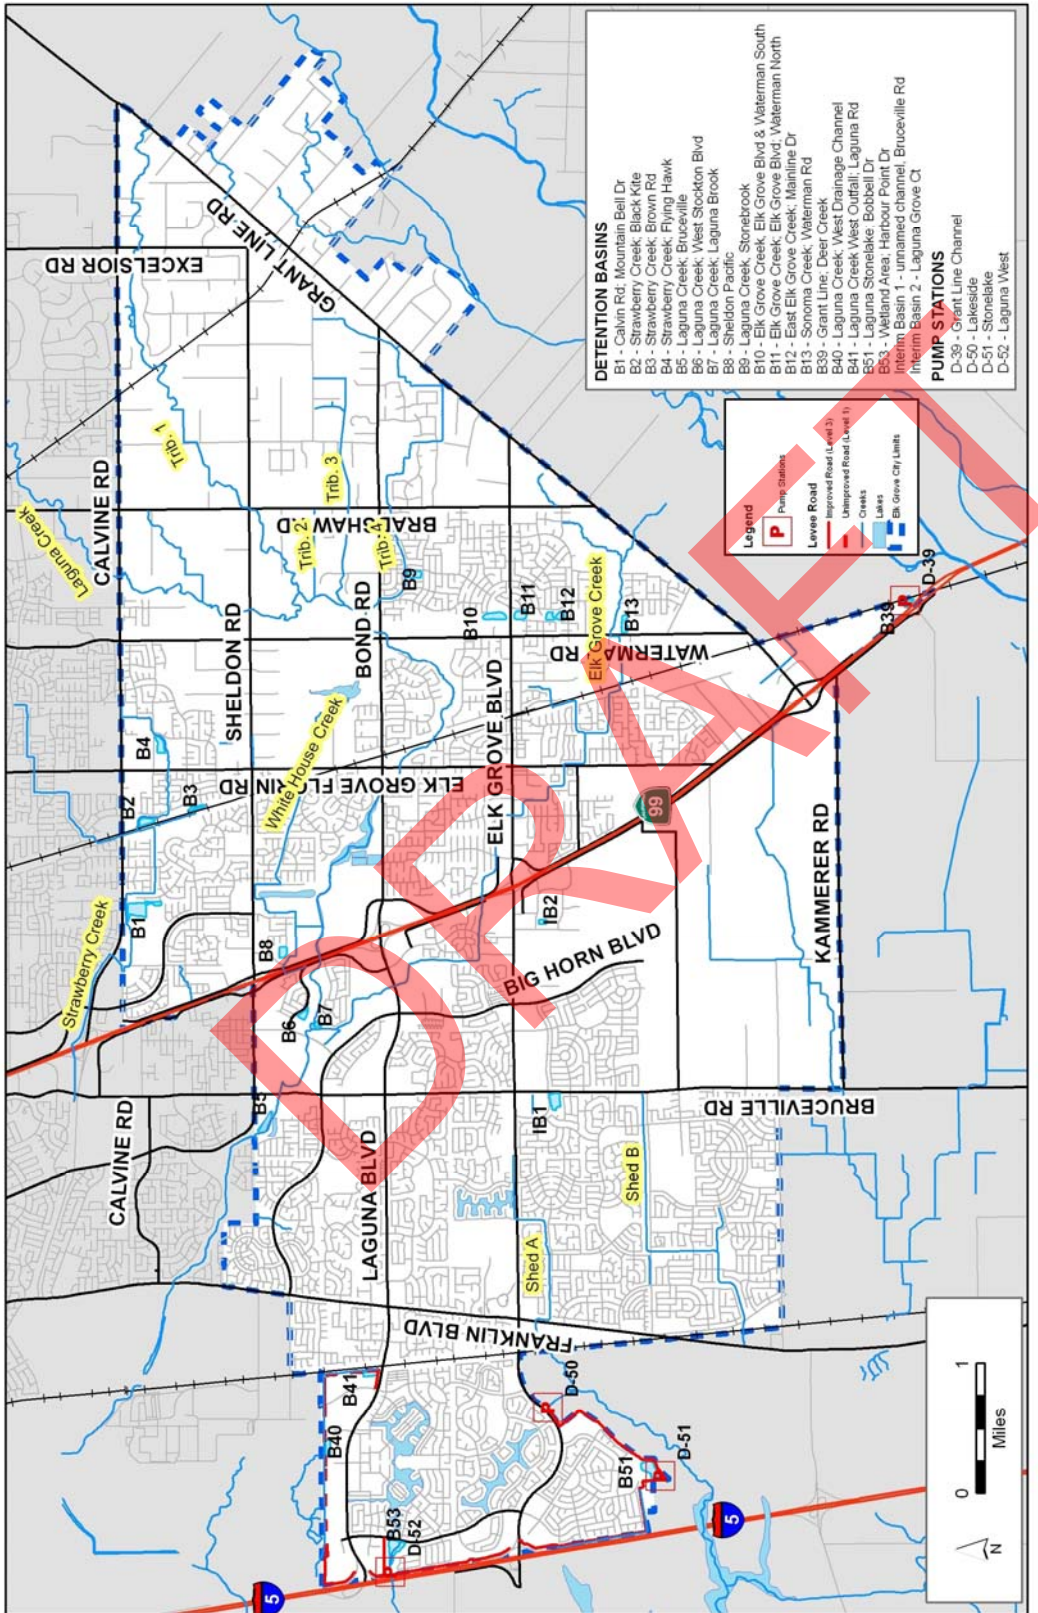 CALVINE RD
EXCELSIOR RD
GRANT LINE RD
Laguna Creek
Trib. 1
CALVINE RD
BRADSHAW RD
Trib. 2
Trib. 3
SHELDON RD
BOND RD
B9
B10
B11
B12
B13
Elk Grove Creek
WATERMAN RD
White House Creek
B4
B3
B2
B1
ELK GROVE FLORIN RD
ELK GROVE BLVD
99
Strawberry Creek
B8
B6
B7
B5
IB2
BIG HORN BLVD
KAMMERER RD
B39
D-39
LAGUNA BLVD
IB1
BRUCEVILLE RD
Shed B
Shed A
FRANKLIN BLVD
B41
B40
D-50
B51
D-51
B53
D-52
P
P
P
P
5
5
DRAFT
DETENTION BASINS
B1 - Calvin Rd; Mountain Bell Dr
B2 - Strawberry Creek; Black Kite
B3 - Strawberry Creek; Brown Rd
B4 - Strawberry Creek; Flying Hawk
B5 - Laguna Creek; Bruceville
B6 - Laguna Creek; West Stockton Blvd
B7 - Laguna Creek; Laguna Brook
B8 - Sheldon Pacific
B9 - Laguna Creek; Stonebrook
B10 - Elk Grove Creek; Elk Grove Blvd & Waterman South
B11 - Elk Grove Creek; Elk Grove Blvd; Waterman North
B12 - East Elk Grove Creek; Mainline Dr
B13 - Sonoma Creek; Waterman Rd
B39 - Grant Line; Deer Creek
B40 - Laguna Creek; West Drainage Channel
B41 - Laguna Creek West Outfall; Laguna Rd
B51 - Laguna Stonelake; Bobbell Dr
B53 - Wetland Area; Harbour Point Dr
Interim Basin 1 - unnamed channel, Bruceville Rd
Interim Basin 2 - Laguna Grove Ct
PUMP STATIONS
D-39 - Grant Line Channel
D-50 - Lakeside
D-51 - Stonelake
D-52 - Laguna West
Legend
P Pump Stations
Levee Road
Improved Road (Level 3)
Unimproved Road (Level 1)
Creeks
Lakes
Elk Grove City Limits
N
0 1
Miles